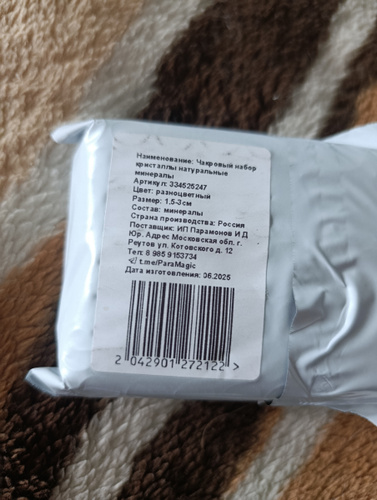 Наименование: Чакровый набор
кристаллы натуральные
минералы
Артикул: 334525247
Цвет: разноцветный
Размер: 1,5-3см
Состав: минералы
Страна производства: Россия
Поставщик: ИП Парамонов И Д
Юр. Адрес Московская обл, г.
Реутов ул. Котовского д. 12
Тел: 8 985 9153734
t.me/ParaMagic
Дата изготовления: 06.2025
2 042901 272122 >